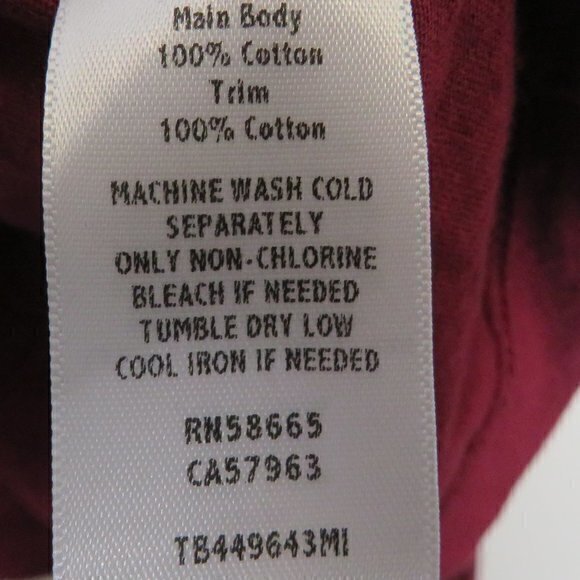 Main Body
100% Cotton
Trim
100% Cotton
MACHINE WASH COLD
SEPARATELY
ONLY NON-CHLORINE
BLEACH IF NEEDED
TUMBLE DRY LOW
COOL IRON IF NEEDED
RN58665
CA57963
TB449643MI